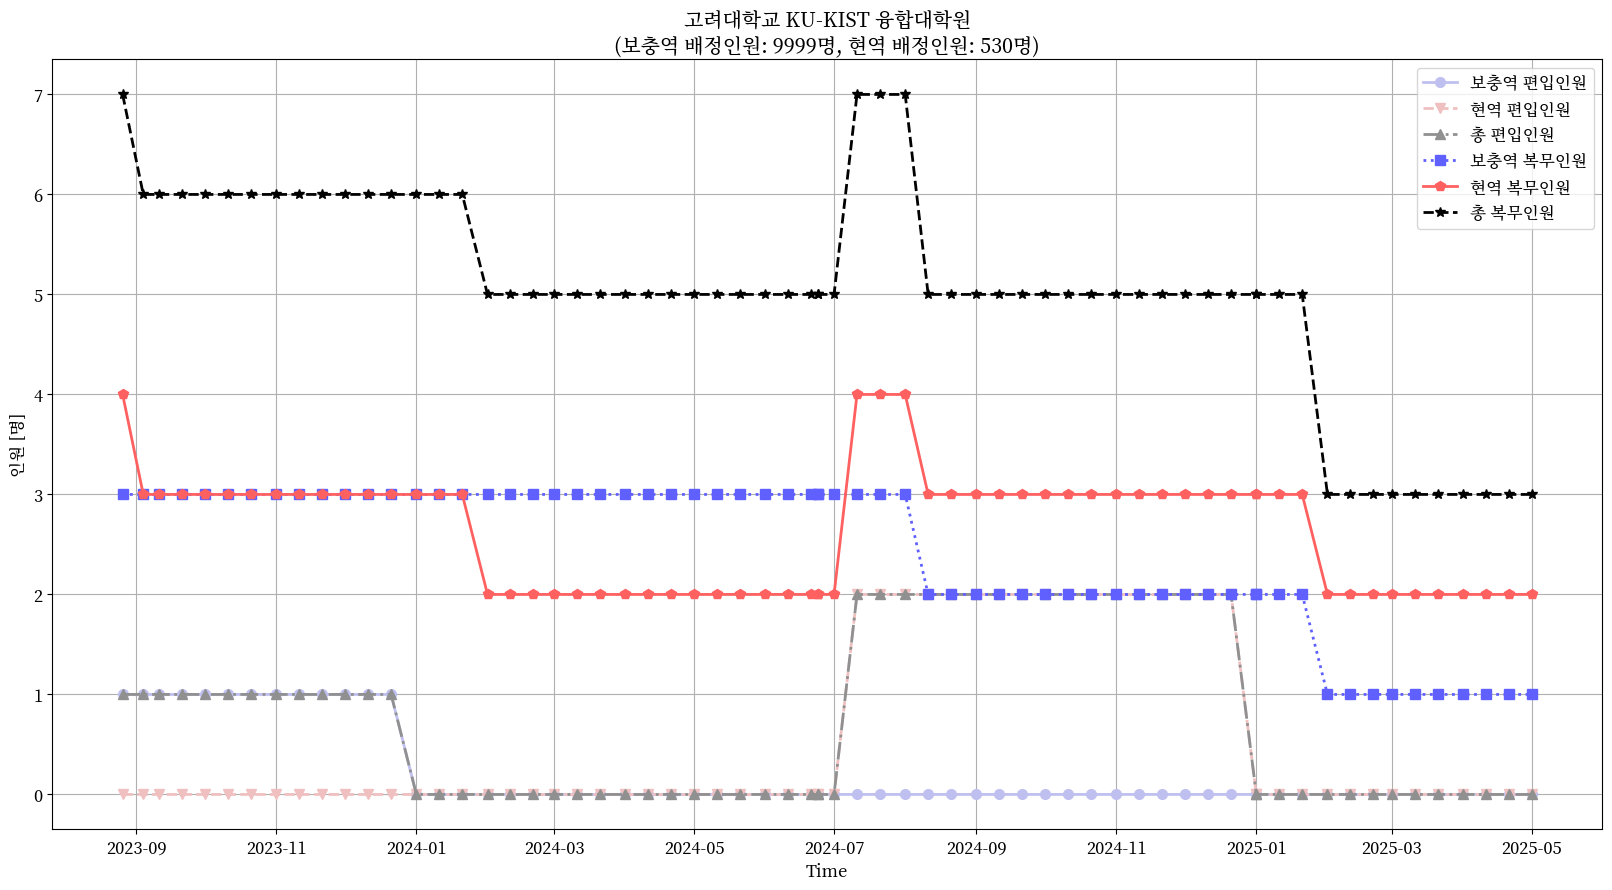 고려대학교 KU-KIST 융합대학원
(보충역 배정인원: 9999명, 현역 배정인원: 530명)
보충역 편입인원
현역 편입인원
총 편입인원
보충역 복무인원
현역 복무인원
총 복무인원
인원 [명]
7
6
5
4
3
2
1
0
2023-09
2023-11
2024-01
2024-03
2024-05
2024-07
2024-09
2024-11
2025-01
2025-03
2025-05
Time